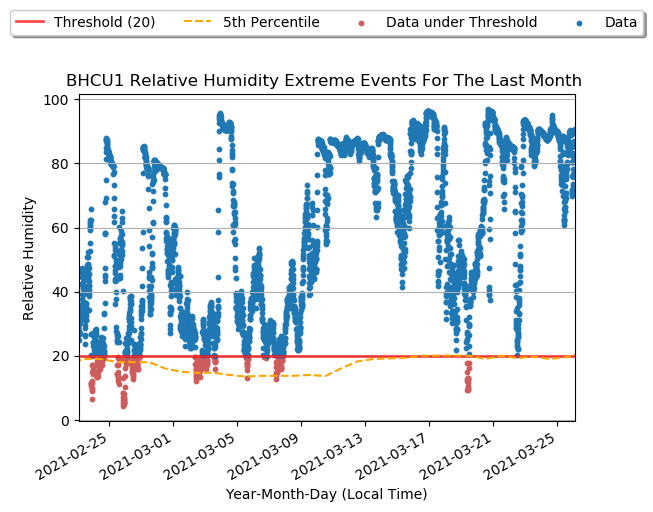 Threshold (20) 5th Percentile Data under Threshold Data
BHCU1 Relative Humidity Extreme Events For The Last Month
100
80
60
40
20
0
Relative Humidity
2021-02-25 2021-03-01 2021-03-05 2021-03-09 2021-03-13 2021-03-17 2021-03-21 2021-03-25
Year-Month-Day (Local Time)